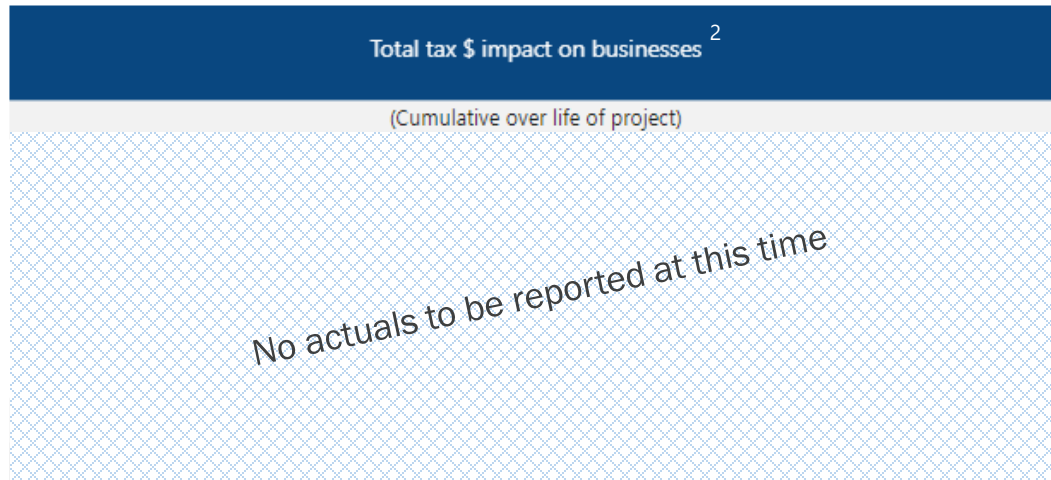 Total tax $ impact on businesses 2
(Cumulative over life of project)
No actuals to be reported at this time